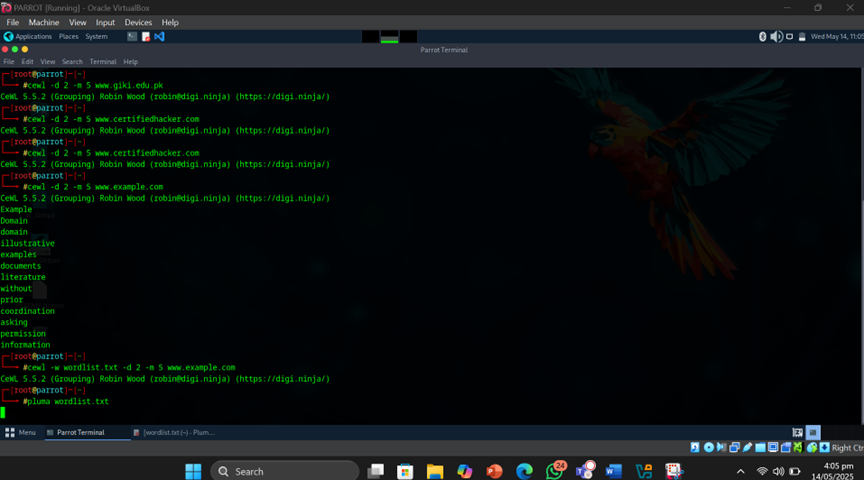 PARROT [Running] - Oracle VirtualBox
File Machine View Input Devices Help
Applications Places System
Wed May 14, 11:05
Parrot Terminal
File Edit View Search Terminal Help
[root@parrot]-[~]
#cewl -d 2 -m 5 www.giki.edu.pk
CeWL 5.5.2 (Grouping) Robin Wood (robin@digi.ninja) (https://digi.ninja/)
[root@parrot]-[~]
#cewl -d 2 -m 5 www.certifiedhacker.com
CeWL 5.5.2 (Grouping) Robin Wood (robin@digi.ninja) (https://digi.ninja/)
[root@parrot]-[~]
#cewl -d 2 -m 5 www.certifiedhacker.com
CeWL 5.5.2 (Grouping) Robin Wood (robin@digi.ninja) (https://digi.ninja/)
[root@parrot]-[~]
#cewl -d 2 -m 5 www.example.com
CeWL 5.5.2 (Grouping) Robin Wood (robin@digi.ninja) (https://digi.ninja/)
Example
Domain
domain
illustrative
examples
documents
literature
without
prior
coordination
asking
permission
information
[root@parrot]-[~]
#cewl -w wordlist.txt -d 2 -m 5 www.example.com
CeWL 5.5.2 (Grouping) Robin Wood (robin@digi.ninja) (https://digi.ninja/)
[root@parrot]-[~]
#pluma wordlist.txt
Menu Parrot Terminal [wordlist.txt (~) - Plum...
Right Ctrl
Search
24
4:05 pm
14/05/2025